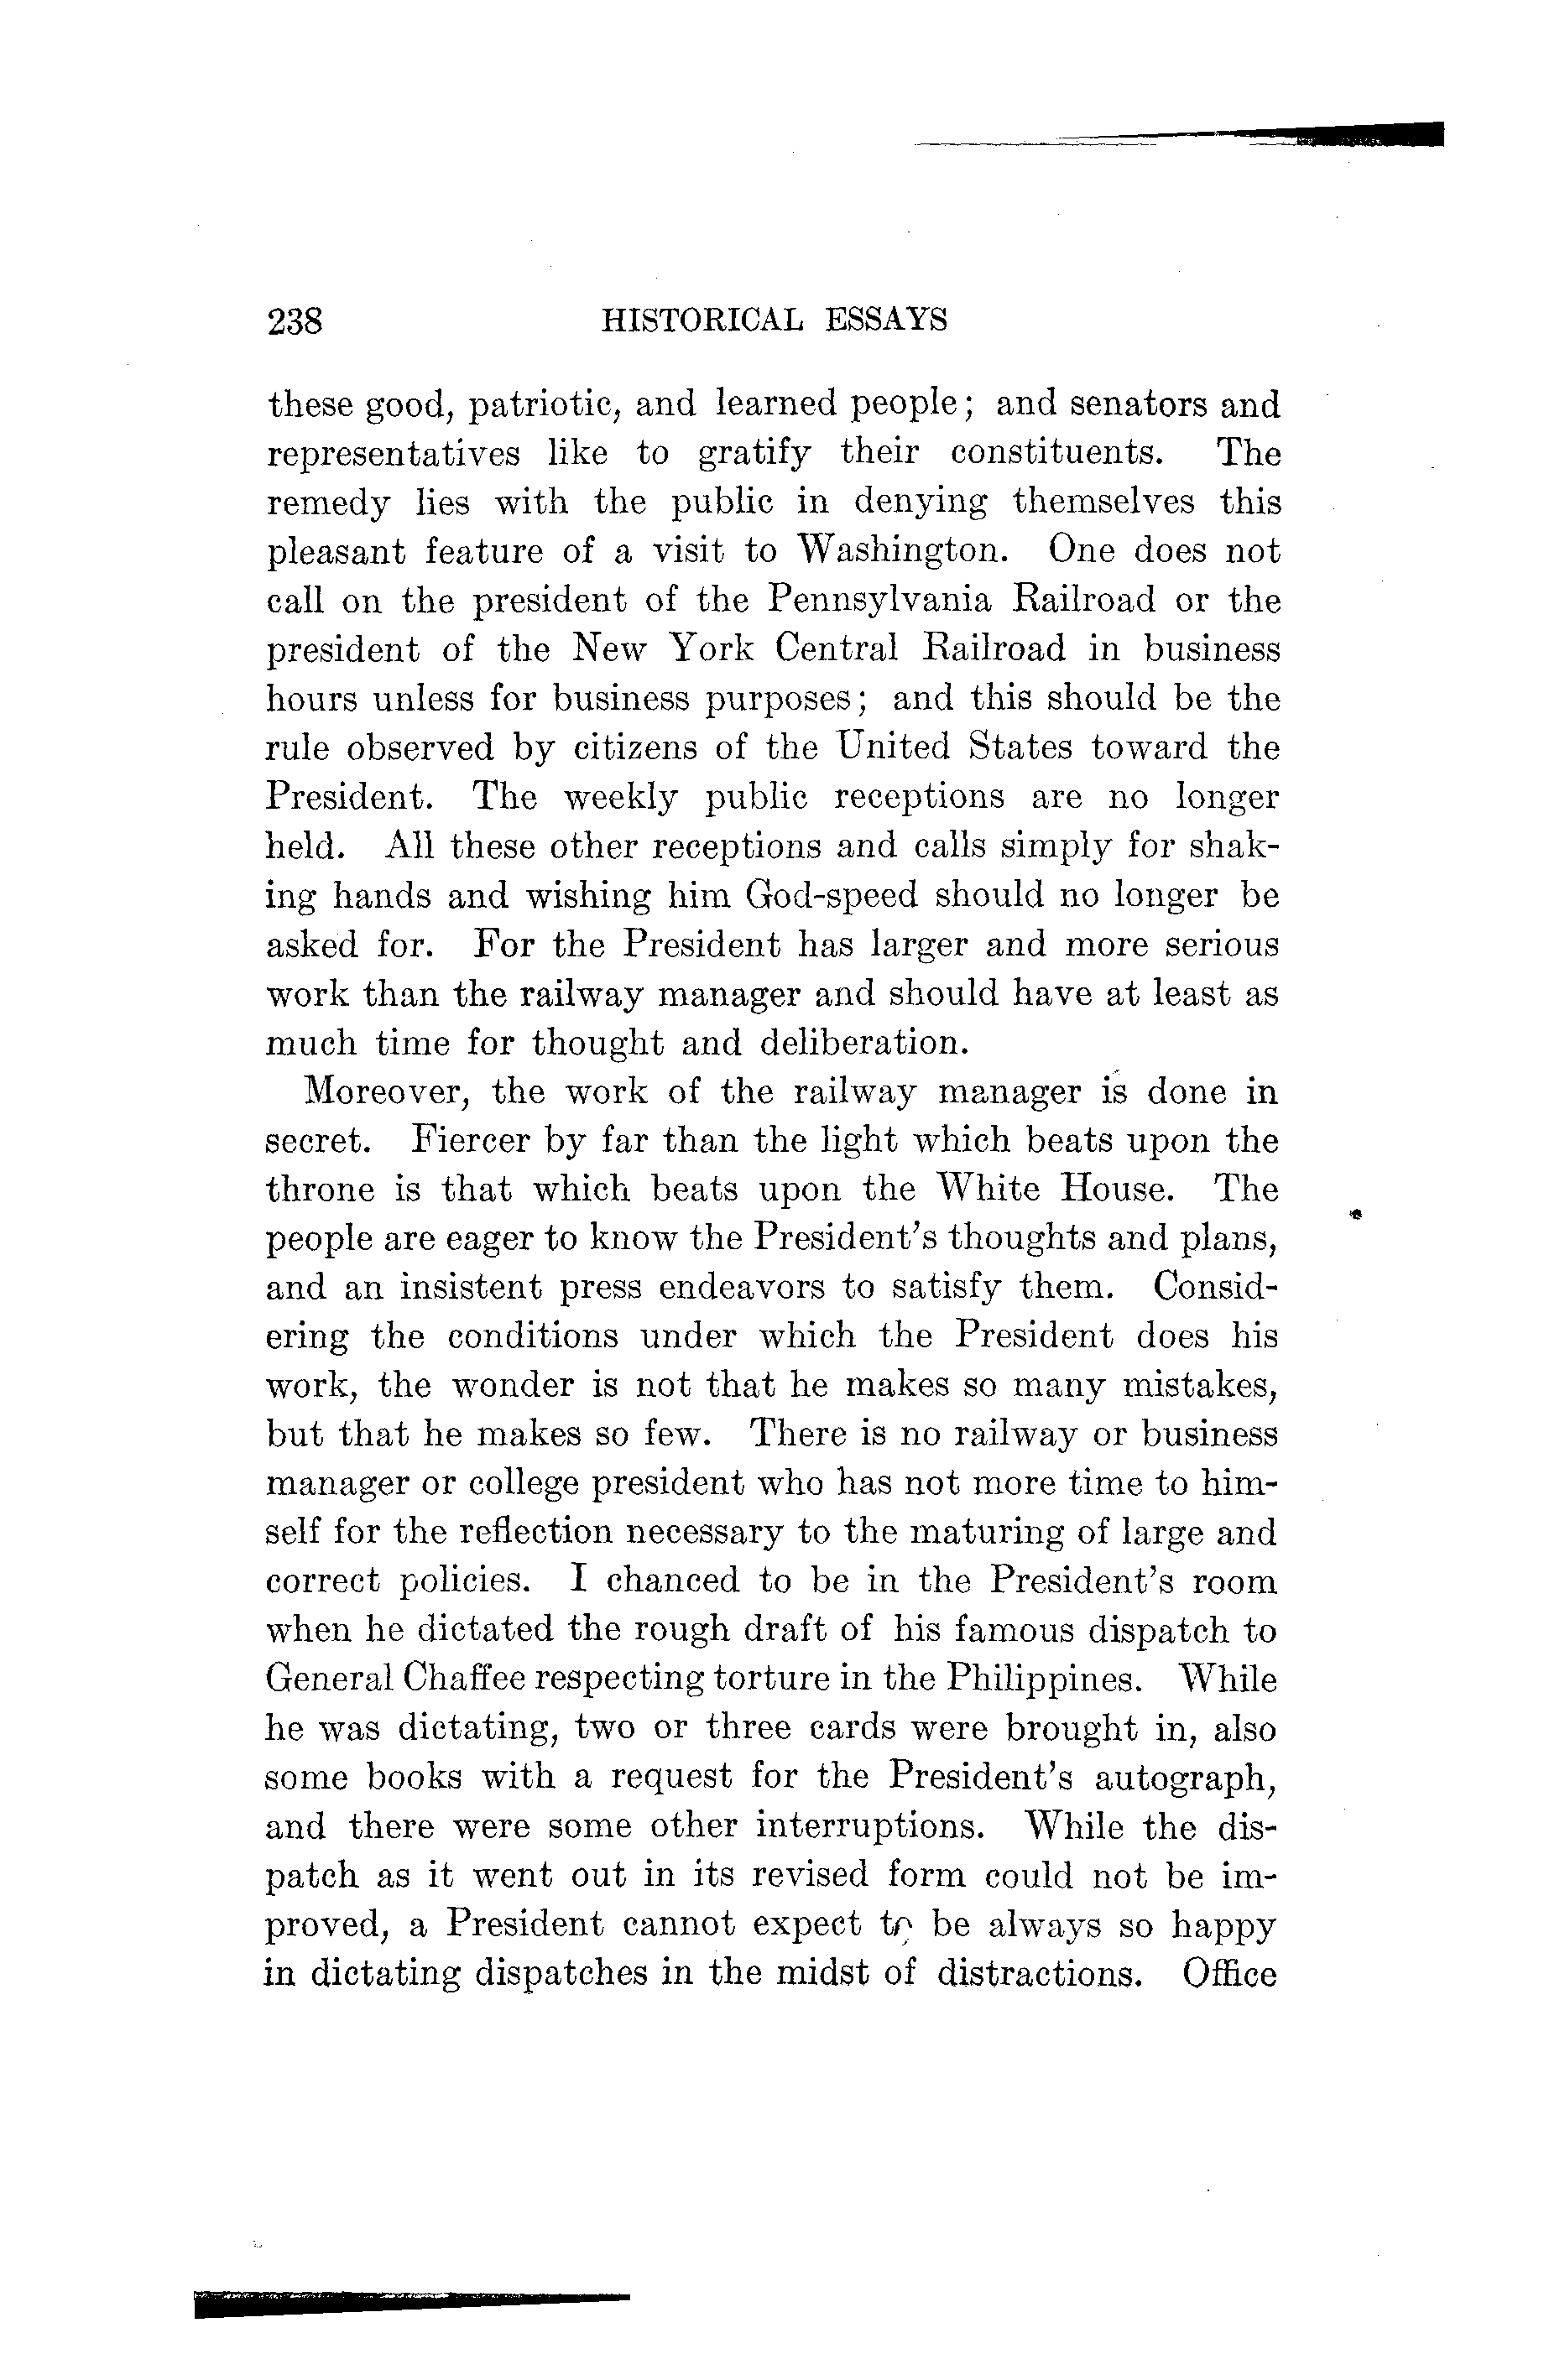 238 HISTORICAL ESSAYS
these good, patriotic, and learned people; and senators and
representatives like to gratify their constituents. The
remedy lies with the public in denying themselves this
pleasant feature of a visit to Washington. One does not
call on the president of the Pennsylvania Railroad or the
president of the New York Central Railroad in business
hours unless for business purposes; and this should be the
rule observed by citizens of the United States toward the
President. The weekly public receptions are no longer
held. All these other receptions and calls simply for shak-
ing hands and wishing him God-speed should no longer be
asked for. For the President has larger and more serious
work than the railway manager and should have at least as
much time for thought and deliberation.
Moreover, the work of the railway manager is done in
secret. Fiercer by far than the light which beats upon the
throne is that which beats upon the White House. The
people are eager to know the President's thoughts and plans,
and an insistent press endeavors to satisfy them. Consid-
ering the conditions under which the President does his
work, the wonder is not that he makes so many mistakes,
but that he makes so few. There is no railway or business
manager or college president who has not more time to him-
self for the reflection necessary to the maturing of large and
correct policies. I chanced to be in the President's room
when he dictated the rough draft of his famous dispatch to
General Chaffee respecting torture in the Philippines. While
he was dictating, two or three cards were brought in, also
some books with a request for the President's autograph,
and there were some other interruptions. While the dis-
patch as it went out in its revised form could not be im-
proved, a President cannot expect to be always so happy
in dictating dispatches in the midst of distractions. Office